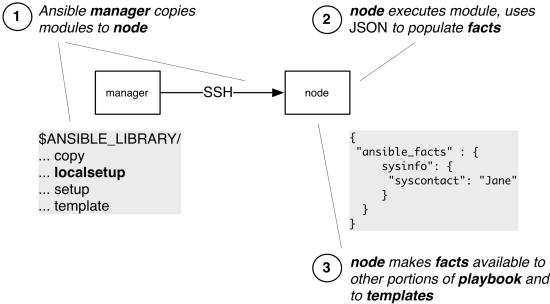 1
Ansible manager copies
modules to node
2
node executes module, uses
JSON to populate facts
manager
SSH
node
$ANSIBLE_LIBRARY/
... copy
... localsetup
... setup
... template
{
"ansible_facts" : {
sysinfo": {
"syscontact": "Jane"
}
}
}
3
node makes facts available to
other portions of playbook and
to templates